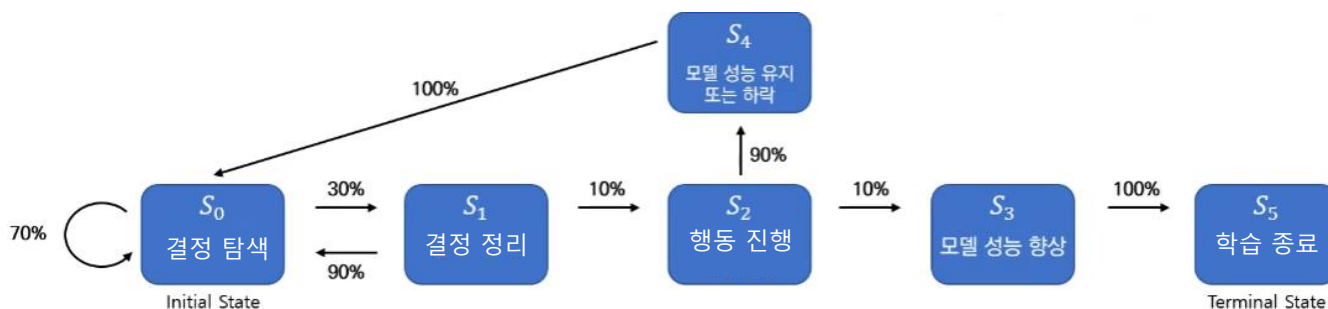 S₄
모델 성능 유지
또는 하락
100%
90%
70%
S₀
결정 탐색
Initial State
30%
90%
S₁
결정 정리
10%
S₂
행동 진행
10%
S₃
모델 성능 향상
100%
S₅
학습 종료
Terminal State